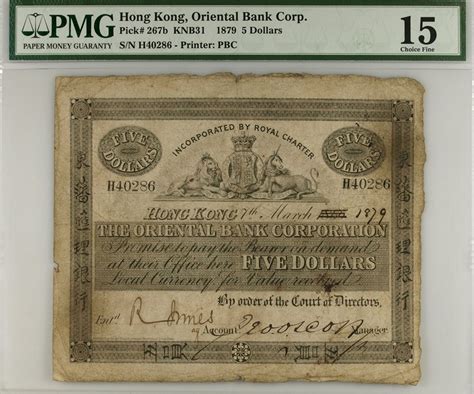 PMG
PAPER MONEY GUARANTY
Hong Kong, Oriental Bank Corp.
Pick# 267b KNB31 1879 5 Dollars
S/N H40286 - Printer: PBC
15
Choice Fine
FIVE DOLLARS
INCORPORATED BY ROYAL CHARTER
FIVE DOLLARS
H40286
H40286
HONG KONG 7th March 1879
THE ORIENTAL BANK CORPORATION
Promise to pay the Bearer on demand
at their Office here FIVE DOLLARS
Local Currency for Value received
By order of the Court of Directors,
Entd
Account
Manager.